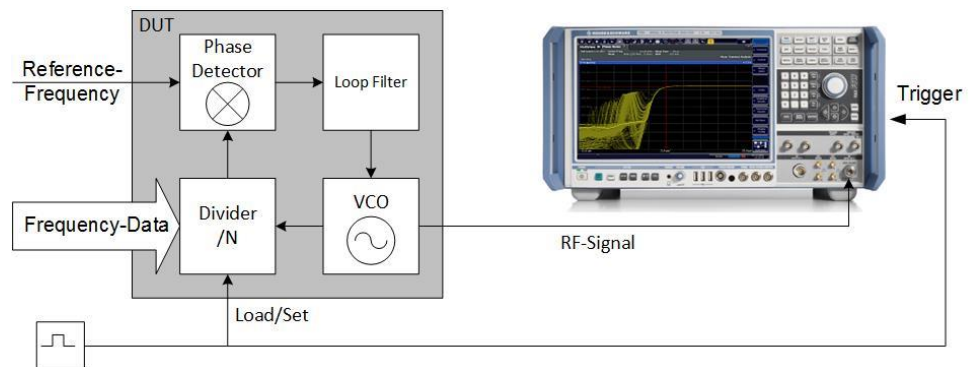 DUT
Reference-
Frequency
Phase
Detector
Loop Filter
Trigger
Frequency-Data
Divider
/N
VCO
RF-Signal
Load/Set